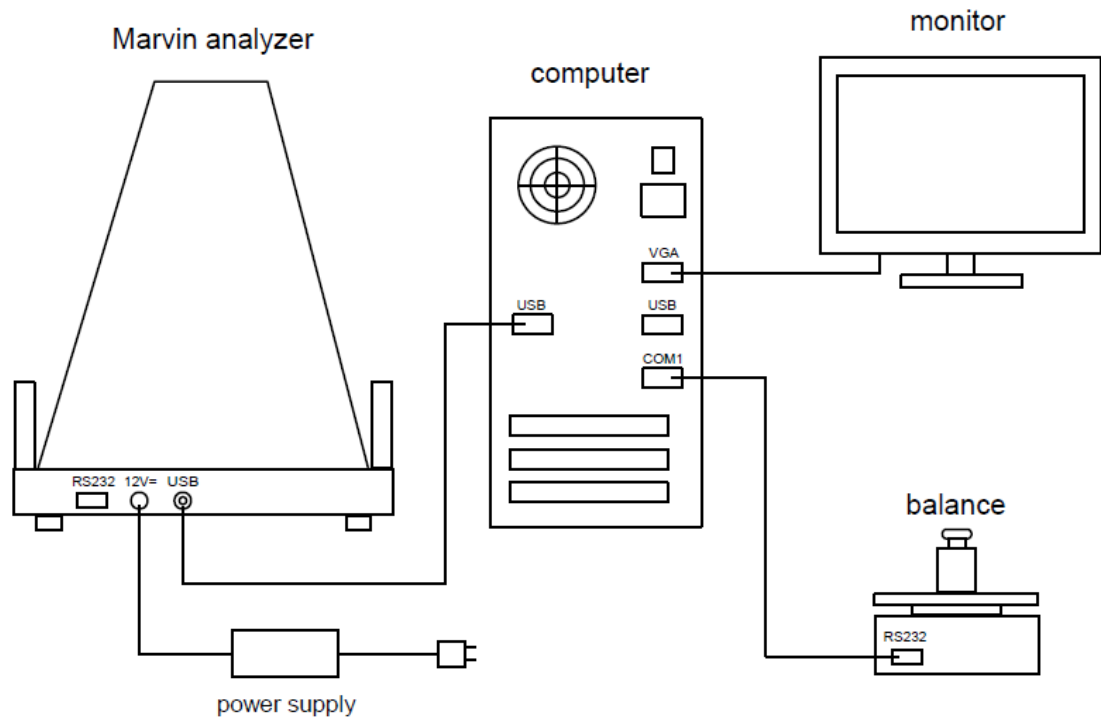 Marvin analyzer
computer
monitor
VGA
USB
USB
COM1
RS232 12V= USB
balance
RS232
power supply